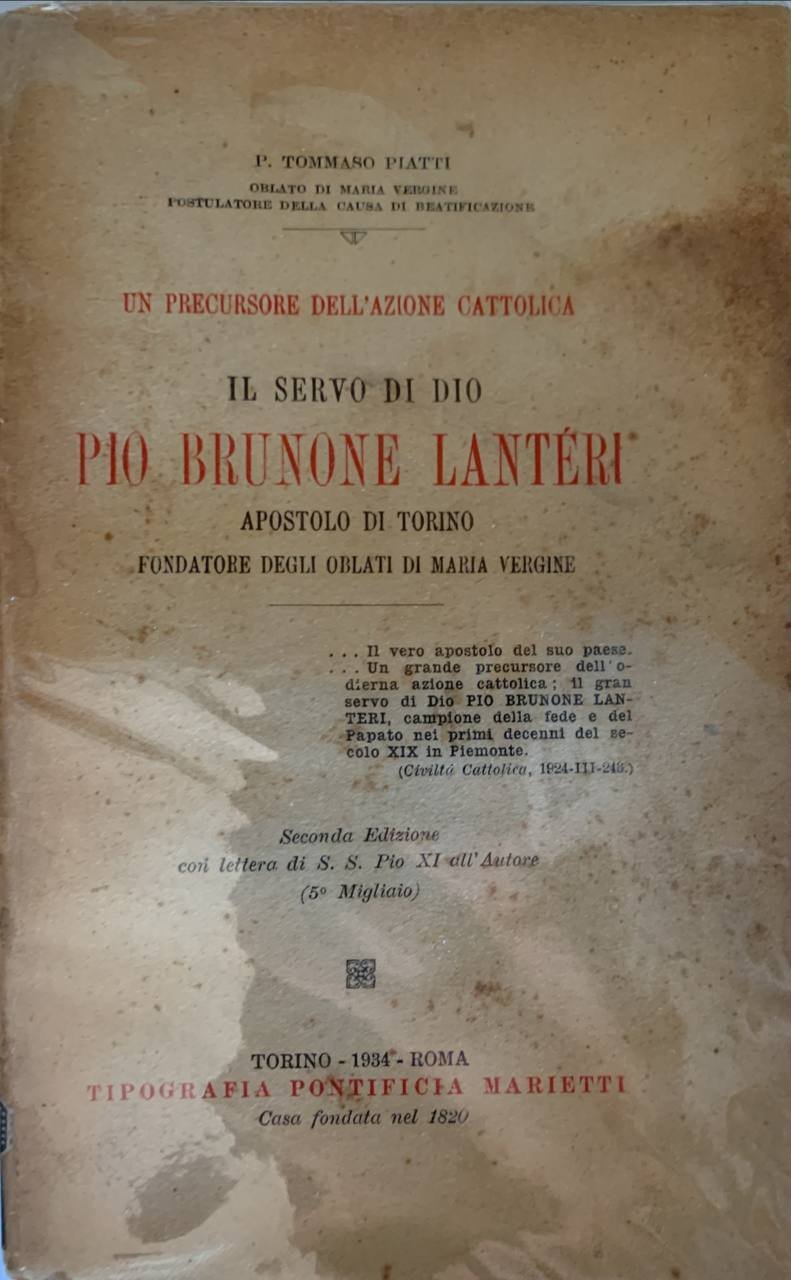 P. TOMMASO PIATTI
OBLATO DI MARIA VERGINE
POSTULATORE DELLA CAUSA DI BEATIFICAZIONE
UN PRECURSORE DELL'AZIONE CATTOLICA
IL SERVO DI DIO
PIO BRUNONE LANTÉRI
APOSTOLO DI TORINO
FONDATORE DEGLI OBLATI DI MARIA VERGINE
. . . Il vero apostolo del suo paese.
. . . Un grande precursore dell'o-
dierna azione cattolica; il gran
servo di Dio PIO BRUNONE LAN-
TERI, campione della fede e del
Papato nei primi decenni del se-
colo XIX in Piemonte.
(Civiltá Cattolica, 1924-III-243.)
Seconda Edizione
con lettera di S. S. Pio XI all'Autore
(5º Migliaio)
TORINO - 1934 - ROMA
TIPOGRAFIA PONTIFICIA MARIETTI
Casa fondata nel 1820